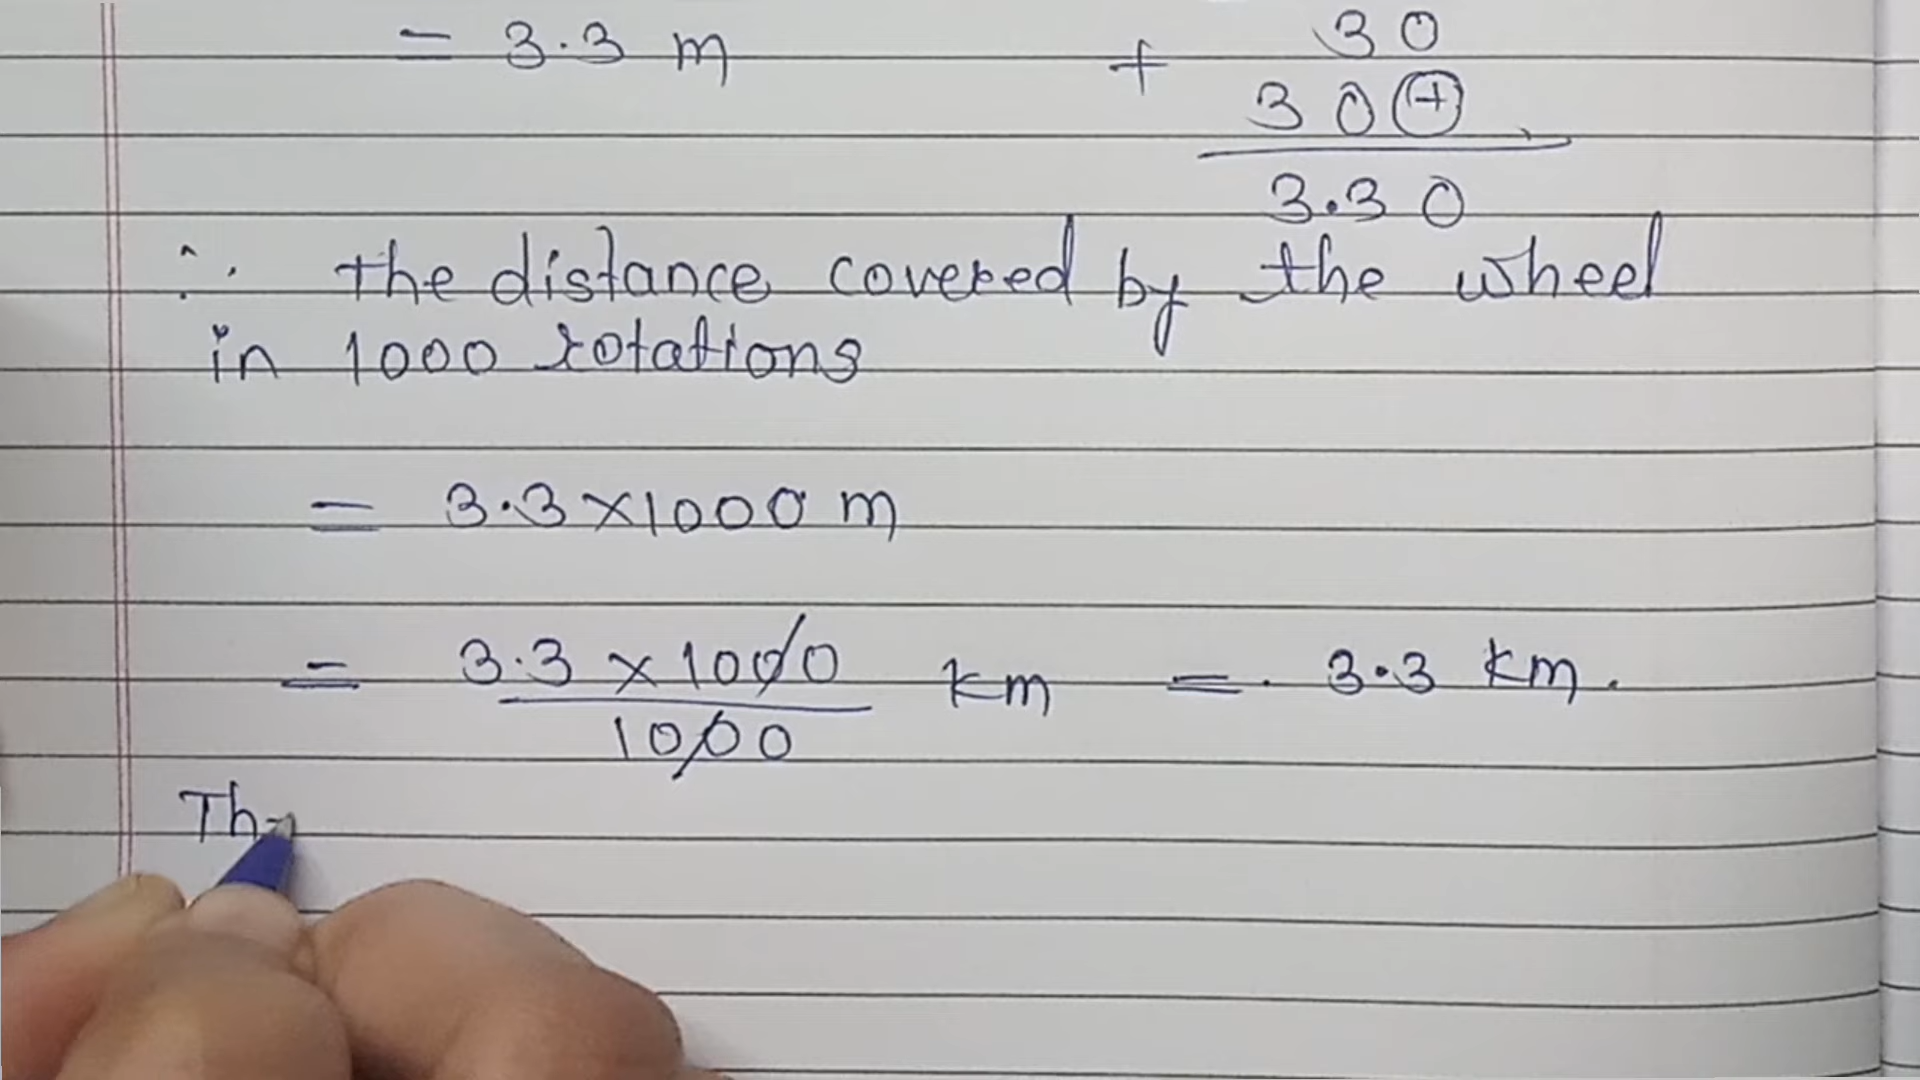 = 3.3 m
+ 30
30⊕
3.30
∴ the distance covered by the wheel
in 1000 rotations
= 3.3×1000 m
= 3.3 × 1000 km = 3.3 km.
1000
Th